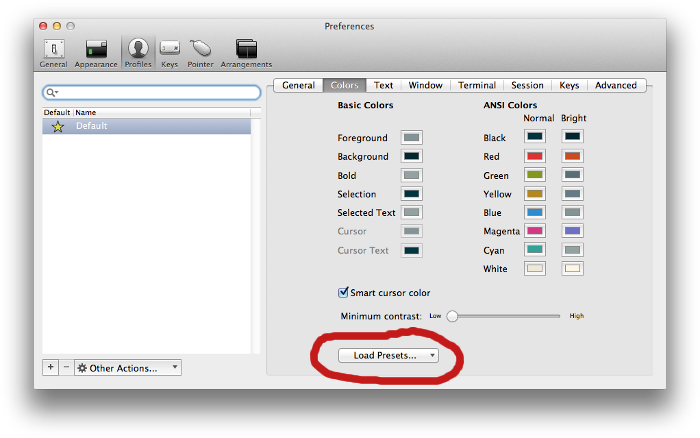 Preferences
General Appearance Profiles Keys Pointer Arrangements
General Colors Text Window Terminal Session Keys Advanced
Default Name
Default
Basic Colors
Foreground
Background
Bold
Selection
Selected Text
Cursor
Cursor Text
ANSI Colors
Normal Bright
Black
Red
Green
Yellow
Blue
Magenta
Cyan
White
Smart cursor color
Minimum contrast: Low High
Load Presets...
+ − Other Actions...